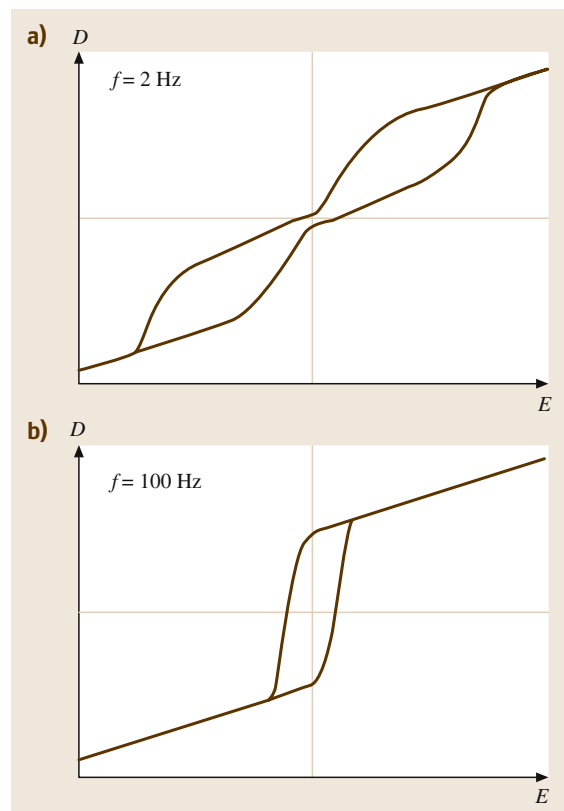 a) D
f = 2 Hz
E
b) D
f = 100 Hz
E